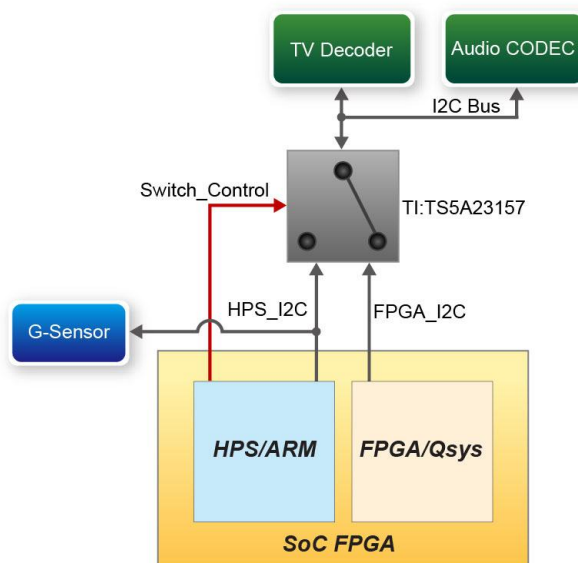 TV Decoder
Audio CODEC
I2C Bus
Switch_Control
TI:TS5A23157
HPS_I2C
FPGA_I2C
G-Sensor
HPS/ARM
FPGA/Qsys
SoC FPGA